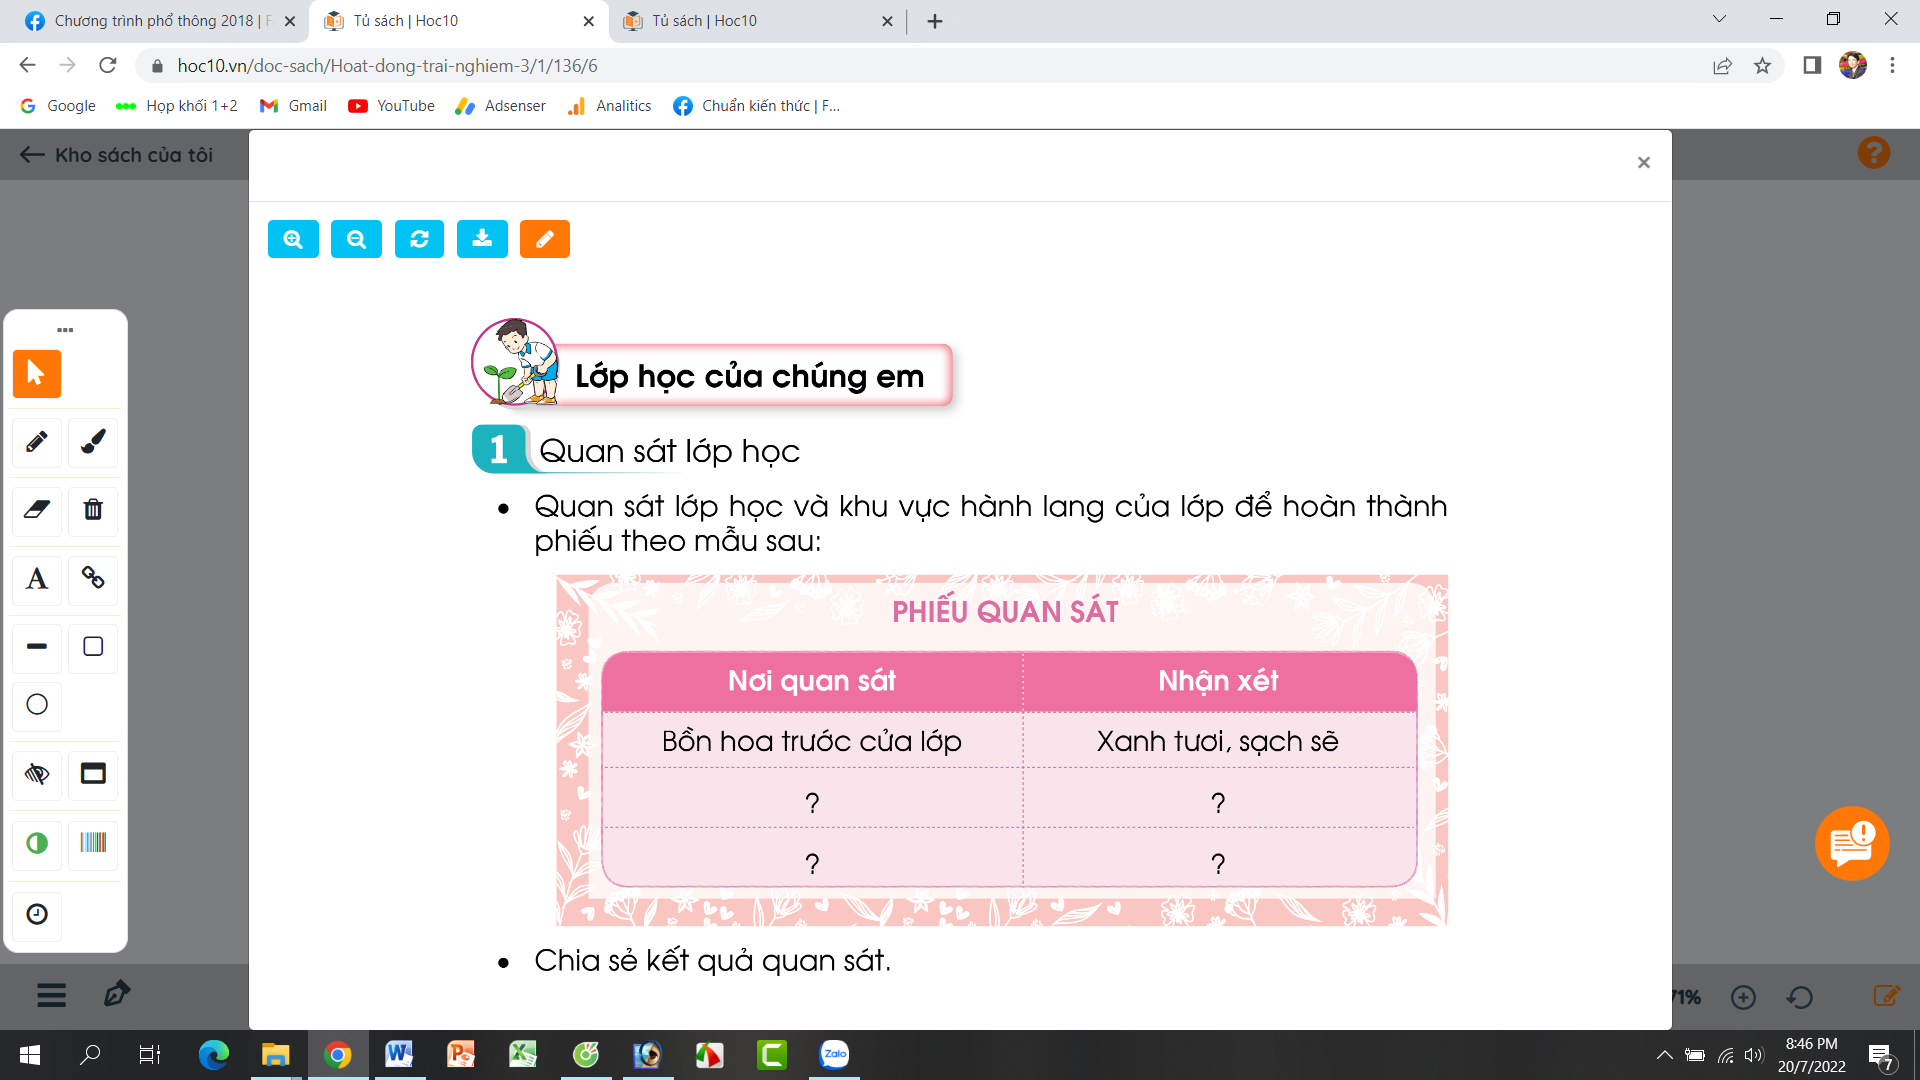 Chương trình phổ thông 2018 | F
Tủ sách | Hoc10
Tủ sách | Hoc10
hoc10.vn/doc-sach/Hoat-dong-trai-nghiem-3/1/136/6
Google
Họp khối 1+2
Gmail
YouTube
Adsenser
Analitics
Chuẩn kiến thức | F...
Kho sách của tôi
Lớp học của chúng em
1 Quan sát lớp học
• Quan sát lớp học và khu vực hành lang của lớp để hoàn thành
phiếu theo mẫu sau:
PHIẾU QUAN SÁT
Nơi quan sát Nhận xét
Bồn hoa trước cửa lớp Xanh tươi, sạch sẽ
? ?
? ?
• Chia sẻ kết quả quan sát.
71%
Zalo
8:46 PM
20/7/2022
7